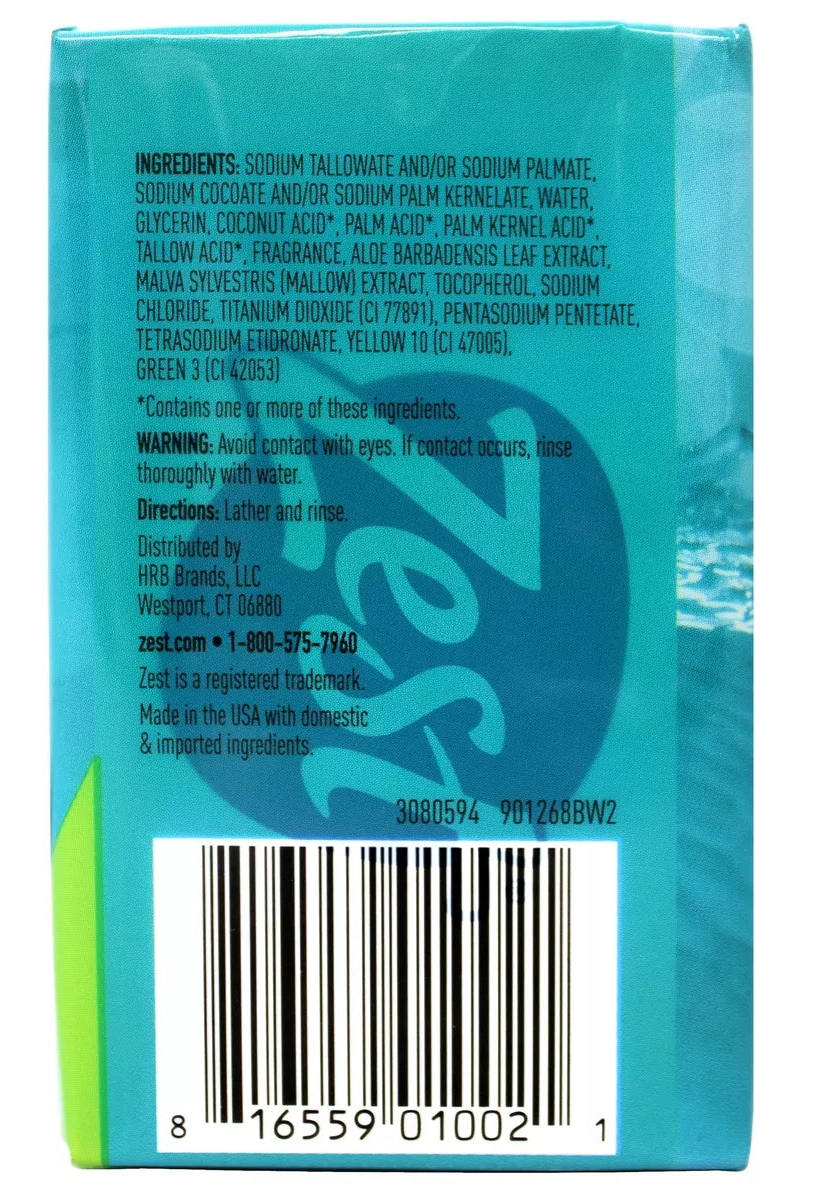 INGREDIENTS: SODIUM TALLOWATE AND/OR SODIUM PALMATE,
SODIUM COCOATE AND/OR SODIUM PALM KERNELATE, WATER,
GLYCERIN, COCONUT ACID*, PALM ACID*, PALM KERNEL ACID*,
TALLOW ACID*, FRAGRANCE, ALOE BARBADENSIS LEAF EXTRACT,
MALVA SYLVESTRIS (MALLOW) EXTRACT, TOCOPHEROL, SODIUM
CHLORIDE, TITANIUM DIOXIDE (CI 77891), PENTASODIUM PENTETATE,
TETRASODIUM ETIDRONATE, YELLOW 10 (CI 47005),
GREEN 3 (CI 42053)
*Contains one or more of these ingredients.
WARNING: Avoid contact with eyes. If contact occurs, rinse
thoroughly with water.
Directions: Lather and rinse.
Distributed by
HRB Brands, LLC
Westport, CT 06880
zest.com • 1-800-575-7960
Zest is a registered trademark.
Made in the USA with domestic
& imported ingredients.
Zest
3080594 901268BW2
8 16559 01002 1